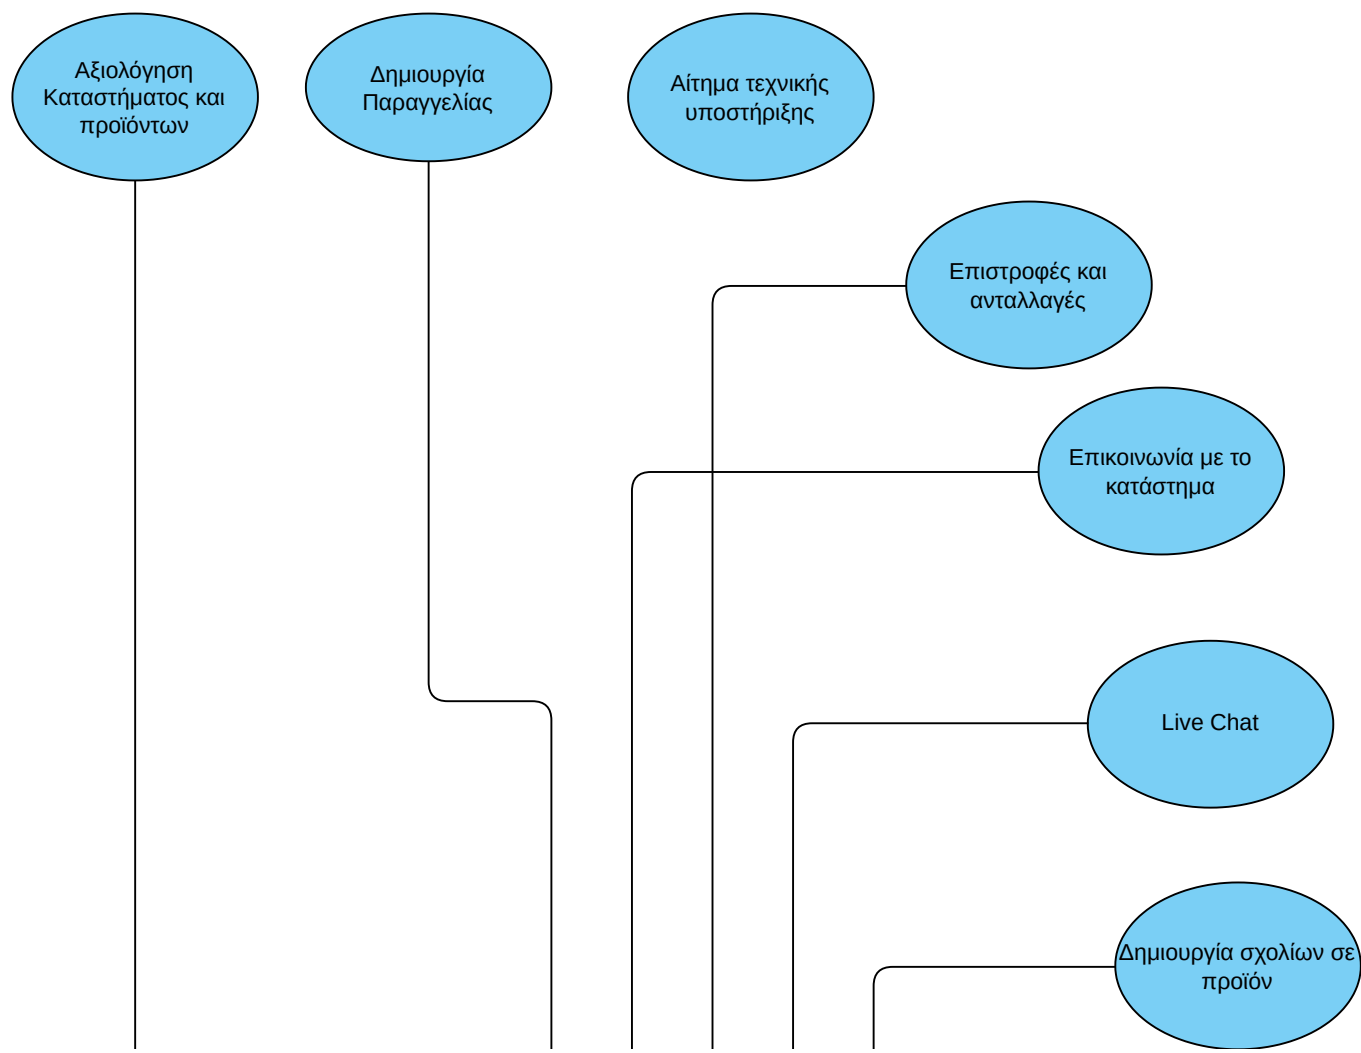 Αξιολόγηση
Καταστήματος και
προϊόντων
Δημιουργία
Παραγγελίας
Αίτημα τεχνικής
υποστήριξης
Επιστροφές και
ανταλλαγές
Επικοινωνία με το
κατάστημα
Live Chat
Δημιουργία σχολίων σε
προϊόν